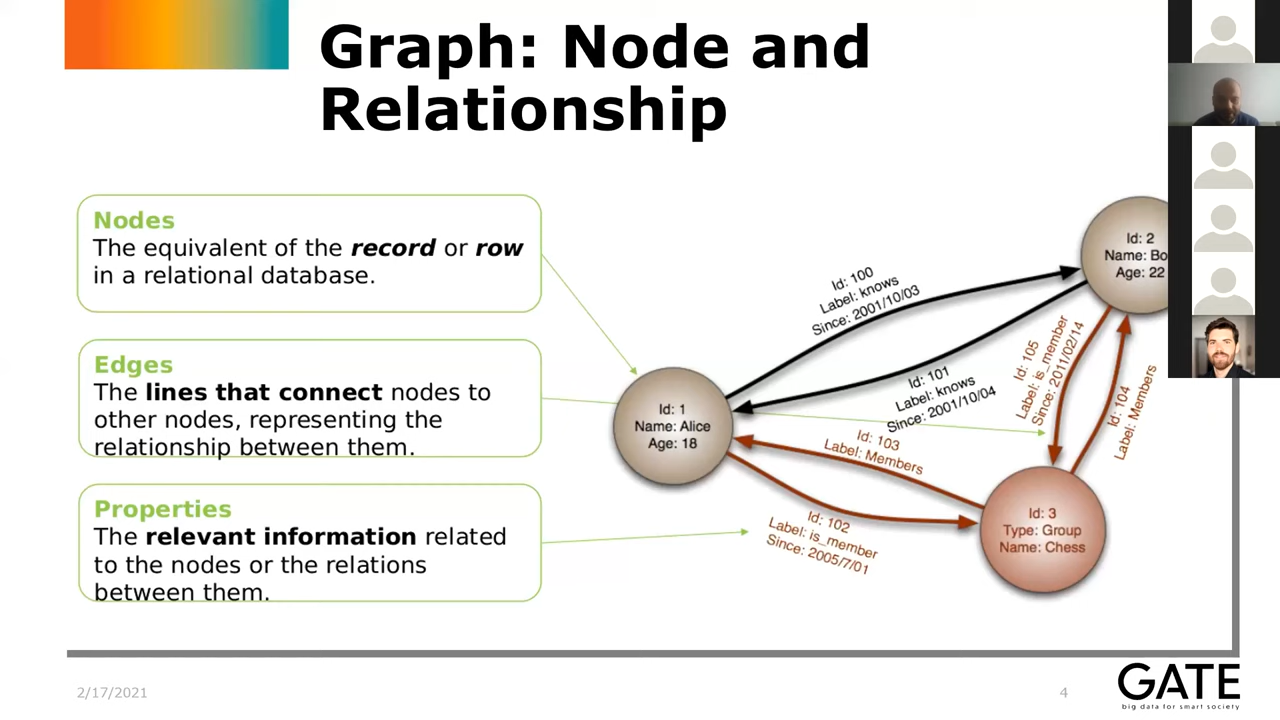 Graph: Node and
Relationship
Nodes
The equivalent of the record or row
in a relational database.
Edges
The lines that connect nodes to
other nodes, representing the
relationship between them.
Properties
The relevant information related
to the nodes or the relations
between them.
Id: 1
Name: Alice
Age: 18
Id: 100
Label: knows
Since: 2001/10/03
Id: 101
Label: knows
Since: 2001/10/04
Id: 2
Name: Bo
Age: 22
Id: 105
Label: is_member
Since: 2011/02/14
Id: 104
Label: Members
Id: 103
Label: Members
Id: 102
Label: is_member
Since: 2005/7/01
Id: 3
Type: Group
Name: Chess
2/17/2021
4
GATE
big data for smart society